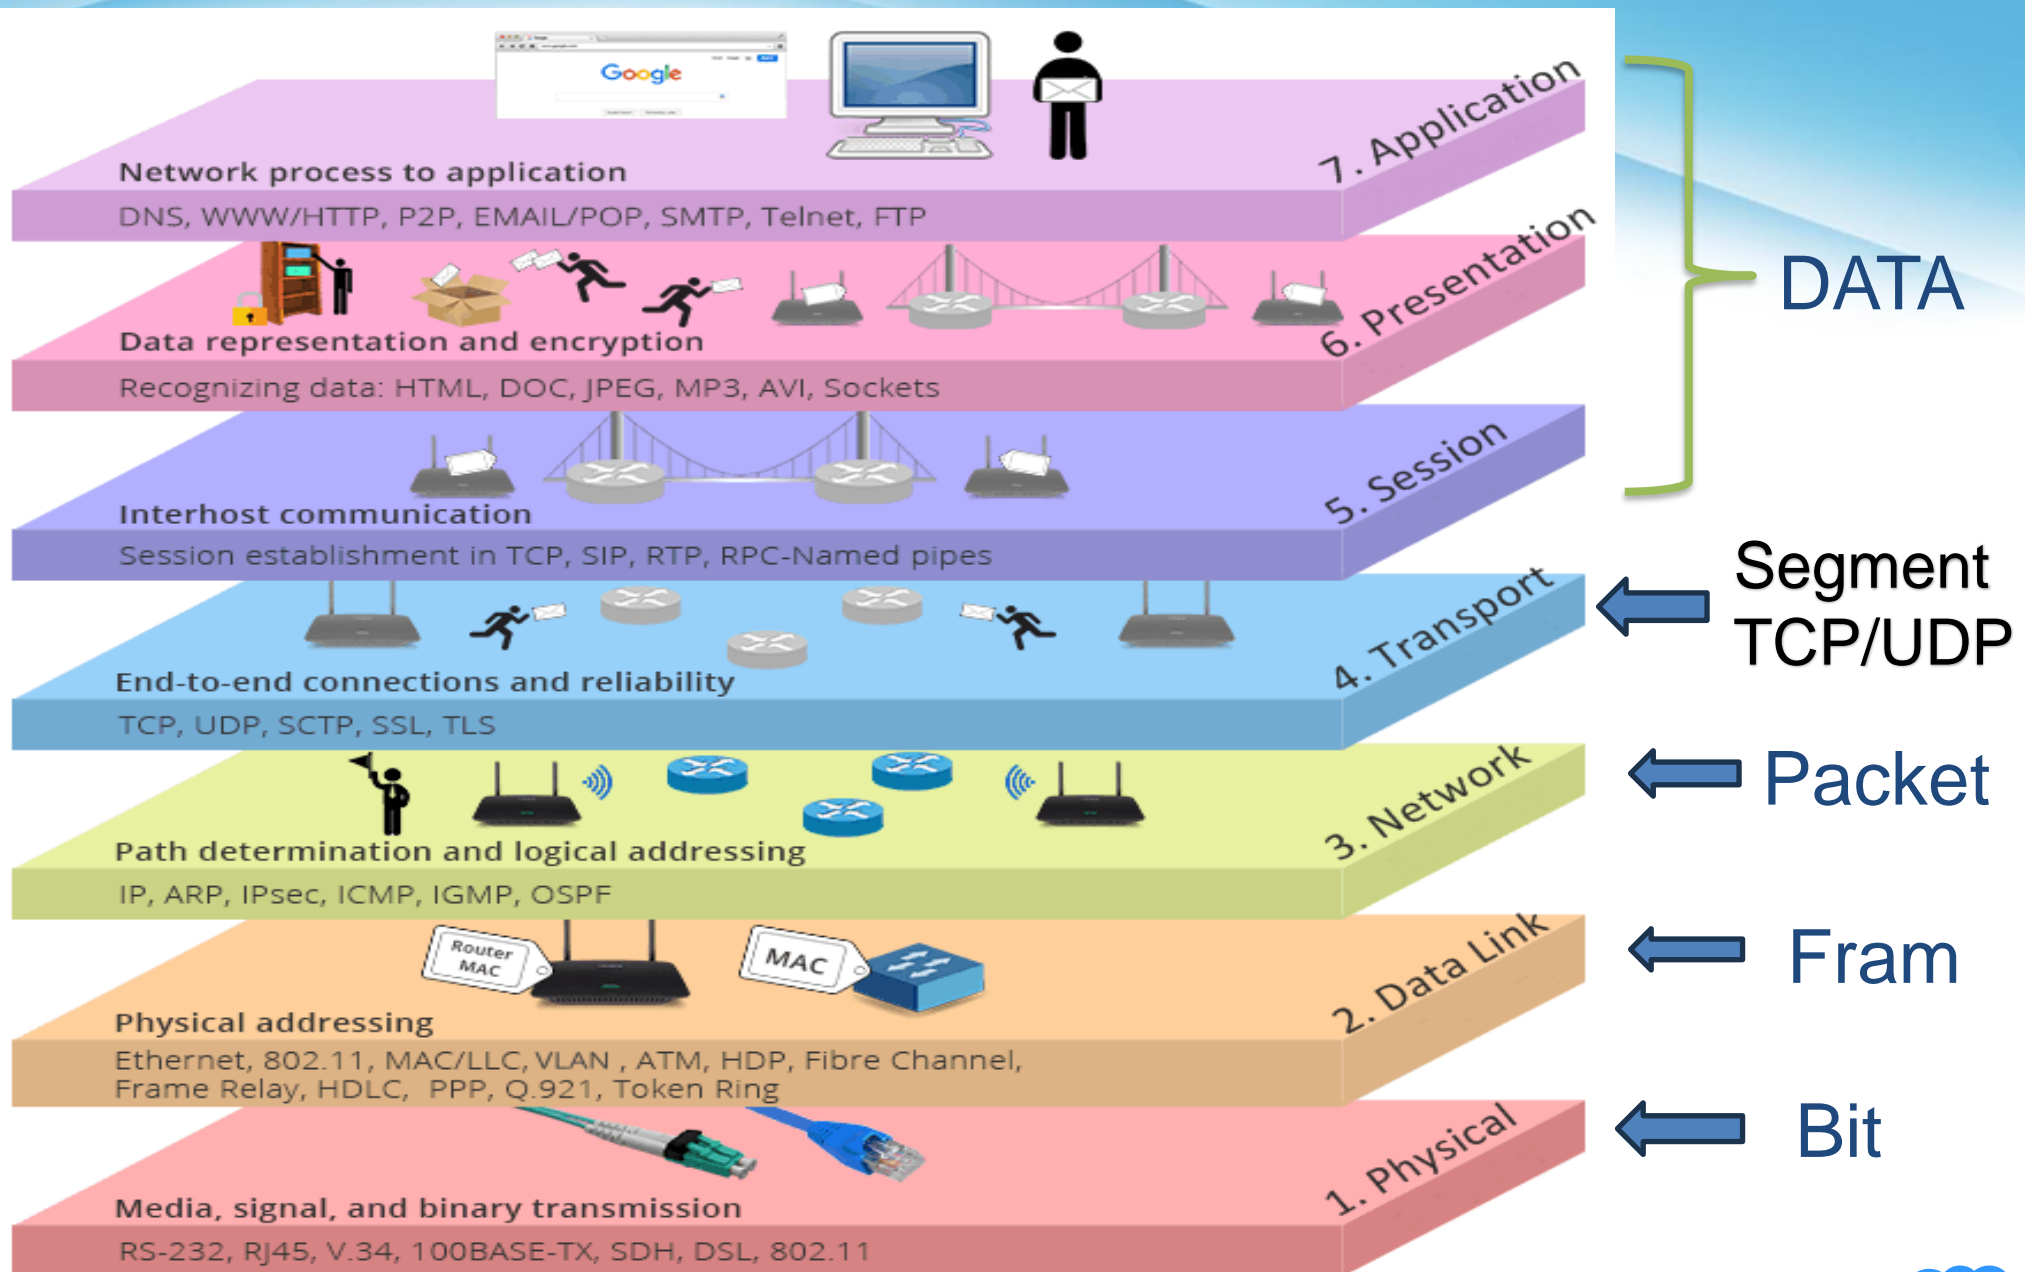 Google
Network process to application
7. Application
DNS, WWW/HTTP, P2P, EMAIL/POP, SMTP, Telnet, FTP
DATA
Data representation and encryption
6. Presentation
Recognizing data: HTML, DOC, JPEG, MP3, AVI, Sockets
Interhost communication
5. Session
Session establishment in TCP, SIP, RTP, RPC-Named pipes
Segment
TCP/UDP
End-to-end connections and reliability
4. Transport
TCP, UDP, SCTP, SSL, TLS
Packet
Path determination and logical addressing
3. Network
IP, ARP, IPsec, ICMP, IGMP, OSPF
Router
MAC
MAC
Fram
Physical addressing
2. Data Link
Ethernet, 802.11, MAC/LLC, VLAN , ATM, HDP, Fibre Channel,
Frame Relay, HDLC, PPP, Q.921, Token Ring
Bit
Media, signal, and binary transmission
1. Physical
RS-232, RJ45, V.34, 100BASE-TX, SDH, DSL, 802.11